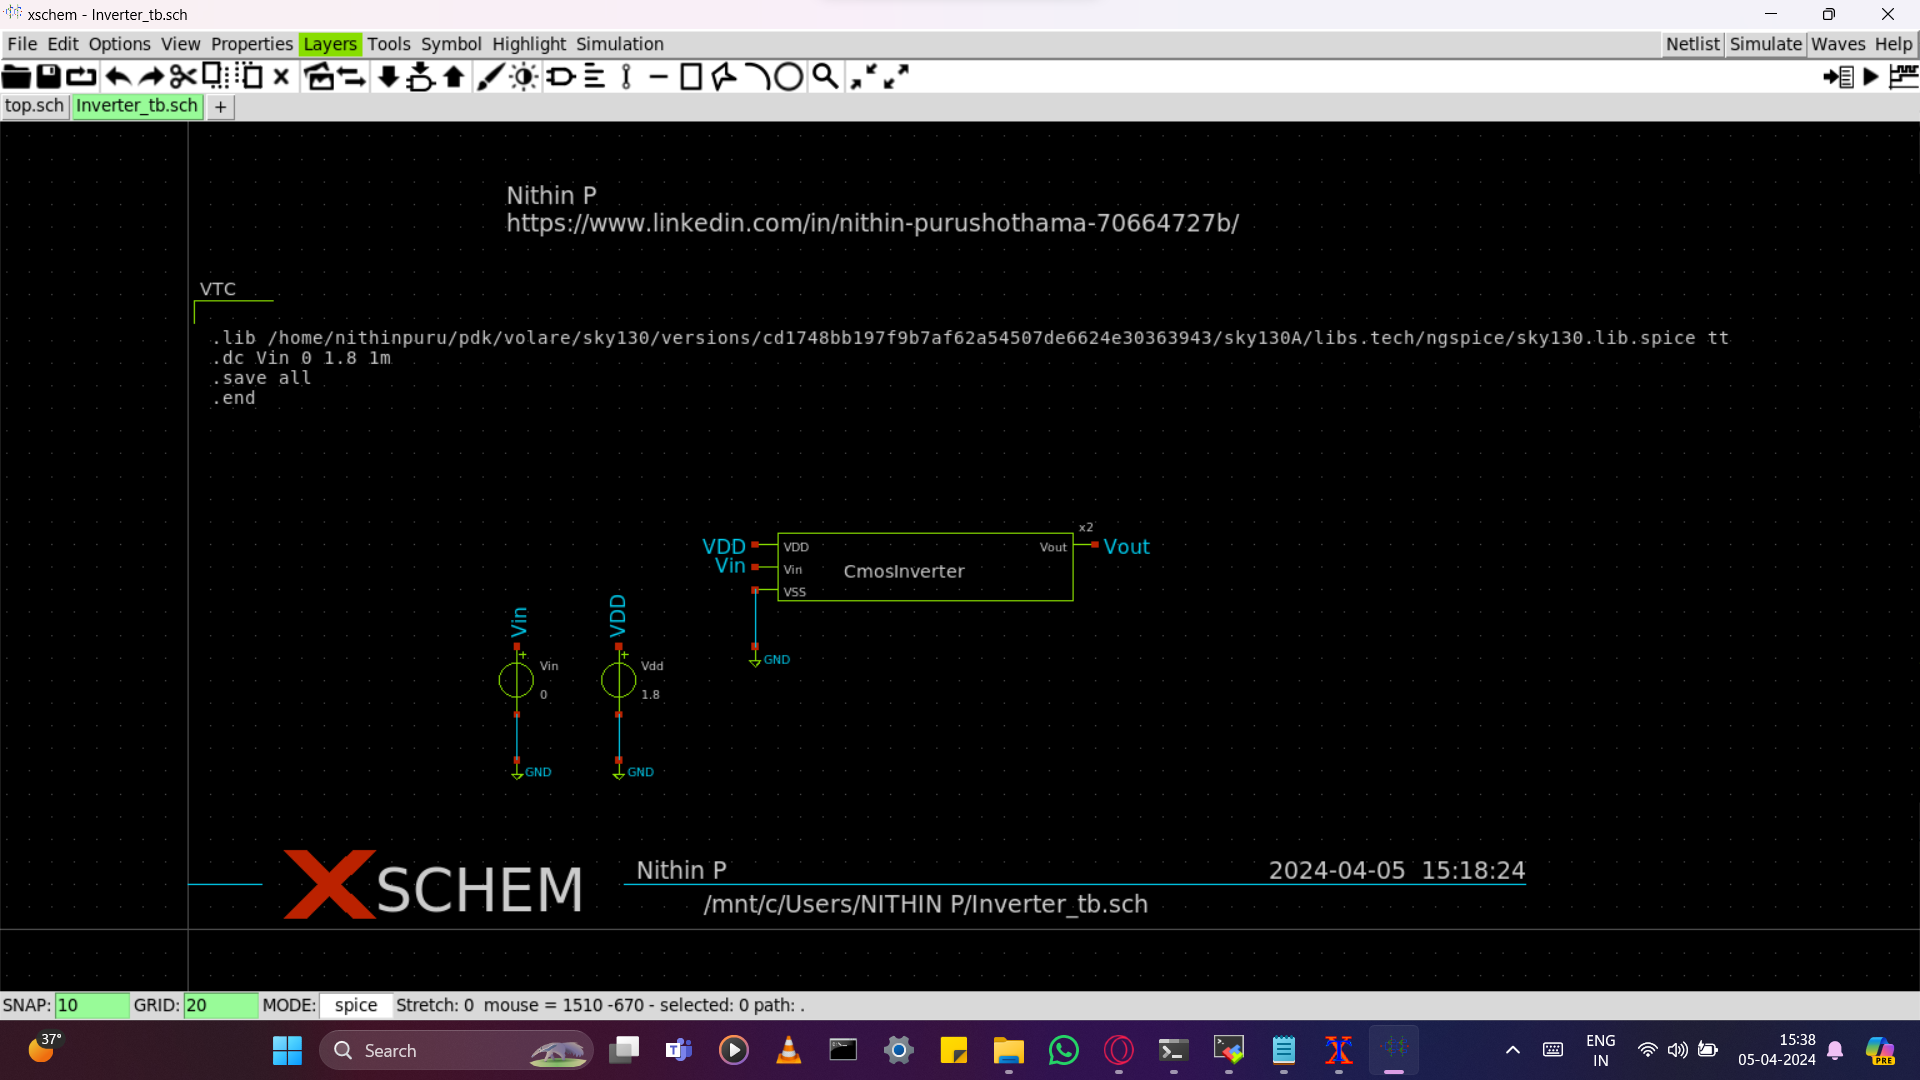 xschem - Inverter_tb.sch
File Edit Options View Properties Layers Tools Symbol Highlight Simulation Netlist Simulate Waves Help
top.sch Inverter_tb.sch +
Nithin P
https://www.linkedin.com/in/nithin-purushothama-70664727b/
VTC
.lib /home/nithinpuru/pdk/volare/sky130/versions/cd1748bb197f9b7af62a54507de6624e30363943/sky130A/libs.tech/ngspice/sky130.lib.spice tt
.dc Vin 0 1.8 1m
.save all
.end
x2
VDD VDD Vout Vout
Vin Vin CmosInverter
VSS
Vin VDD
GND
Vin Vdd
0 1.8
GND GND
XSCHEM
Nithin P 2024-04-05 15:18:24
/mnt/c/Users/NITHIN P/Inverter_tb.sch
SNAP: 10 GRID: 20 MODE: spice Stretch: 0 mouse = 1510 -670 - selected: 0 path: .
37°
Search
ENG
IN
15:38
05-04-2024
PRE